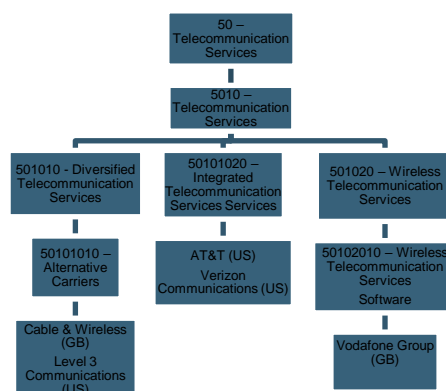 50 –
Telecommunication
Services
5010 -
Telecommunication
Services
501010 - Diversified
Telecommunication
Services
50101020 –
Integrated
Telecommunication
Services Services
501020 – Wireless
Telecommunication
Services
50101010 –
Alternative
Carriers
AT&T (US)
Verizon
Communications (US)
50102010 – Wireless
Telecommunication
Services
Software
Cable & Wireless
(GB)
Level 3
Communications
(US)
Vodafone Group
(GB)